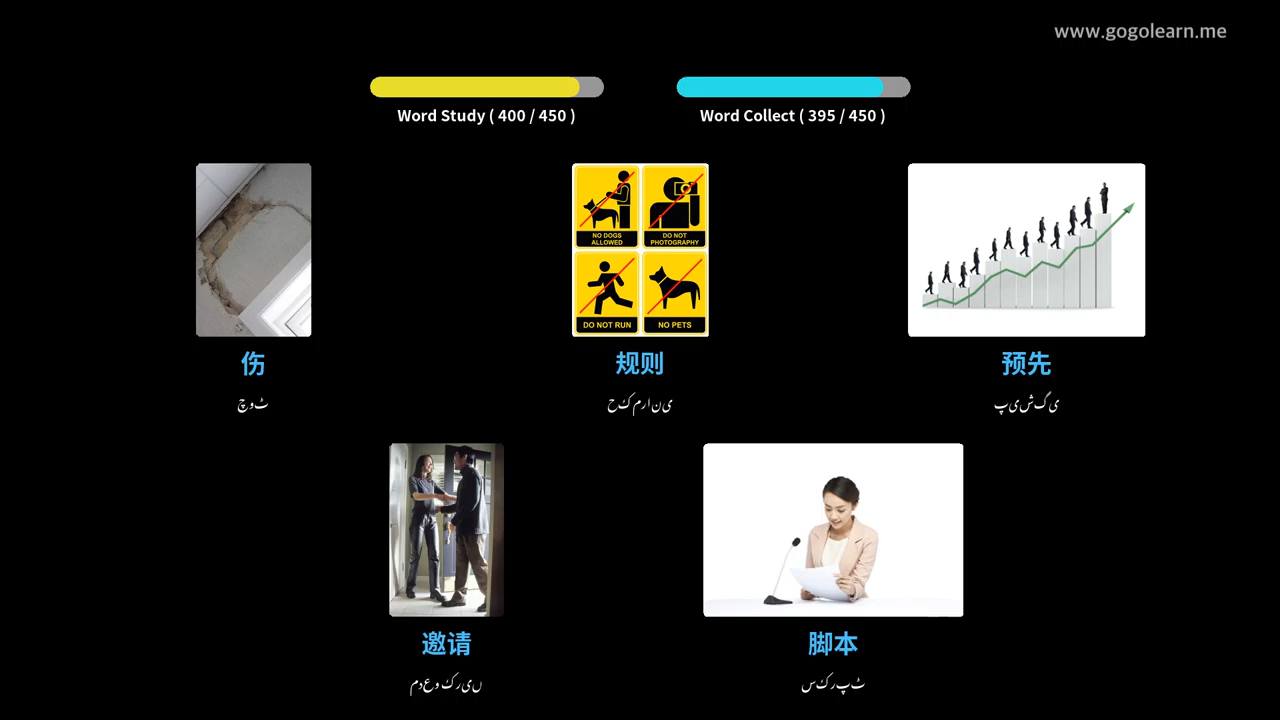 www.gogolearn.me
Word Study ( 400 / 450 )
Word Collect ( 395 / 450 )
NO DOGS
ALLOWED
DO NOT
PHOTOGRAPHY
DO NOT RUN
NO PETS
伤
规则
预先
چوٹ
حکمرانی
پیشگی
邀请
脚本
مدعو کریں
سکرپٹ